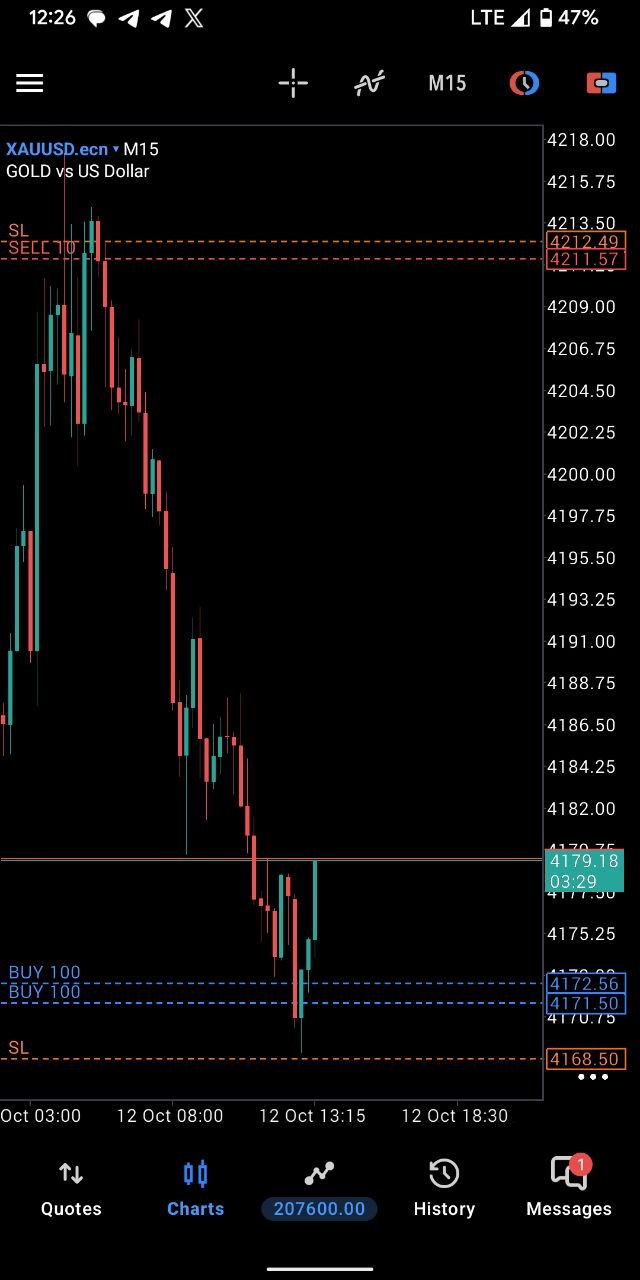 12:26
LTE 47%
M15
XAUUSD.ecn M15
GOLD vs US Dollar
4218.00
4215.75
4213.50
SL 4212.49
SELL 10 4211.57
4209.00
4206.75
4204.50
4202.25
4200.00
4197.75
4195.50
4193.25
4191.00
4188.75
4186.50
4184.25
4182.00
4179.18
03:29
4177.50
4175.25
BUY 100 4172.56
BUY 100 4171.50
4170.75
SL 4168.50
Oct 03:00 12 Oct 08:00 12 Oct 13:15 12 Oct 18:30
1
Quotes Charts 207600.00 History Messages